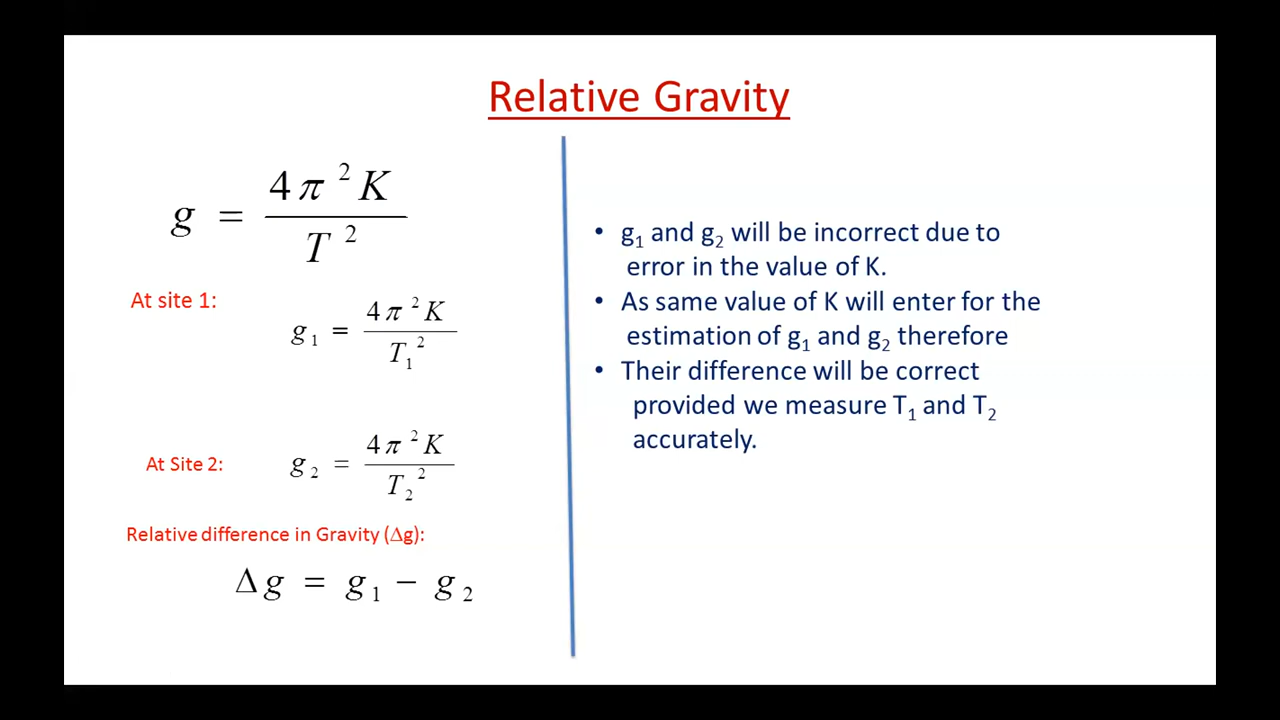 Relative Gravity
g = 4π²K / T²
At site 1:
g₁ = 4π²K / T₁²
At Site 2:
g₂ = 4π²K / T₂²
Relative difference in Gravity (Δg):
Δg = g₁ − g₂
• g₁ and g₂ will be incorrect due to
error in the value of K.
• As same value of K will enter for the
estimation of g₁ and g₂ therefore
• Their difference will be correct
provided we measure T₁ and T₂
accurately.